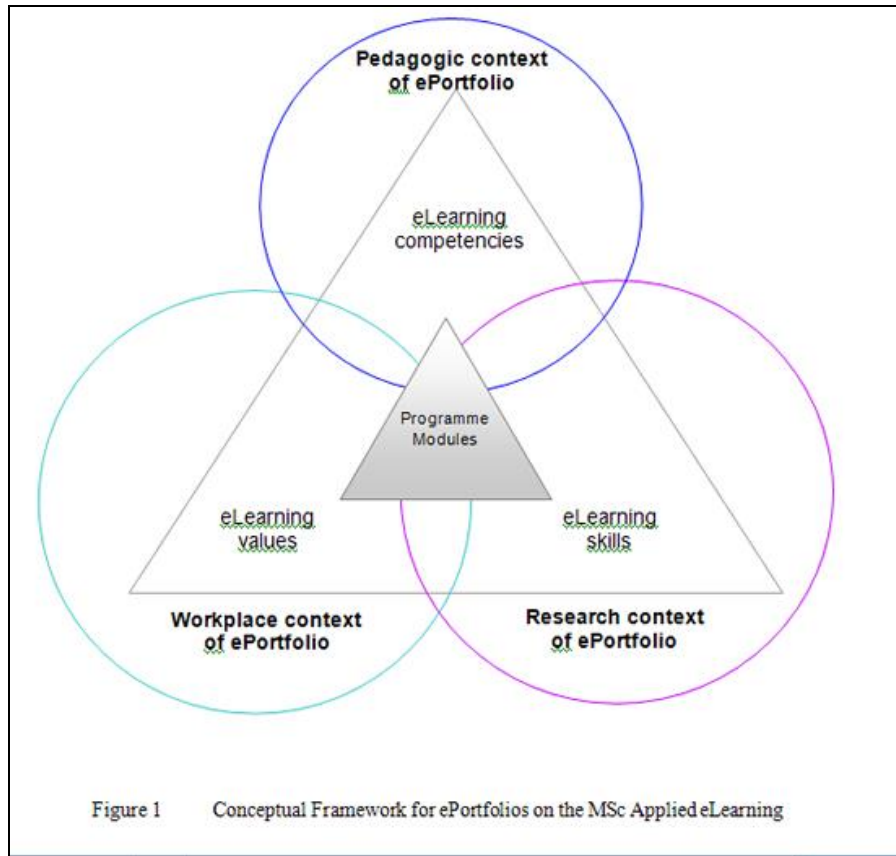 Pedagogic context
of ePortfolio
eLearning
competencies
Programme
Modules
eLearning
values
eLearning
skills
Workplace context
of ePortfolio
Research context
of ePortfolio
Figure 1 Conceptual Framework for ePortfolios on the MSc Applied eLearning